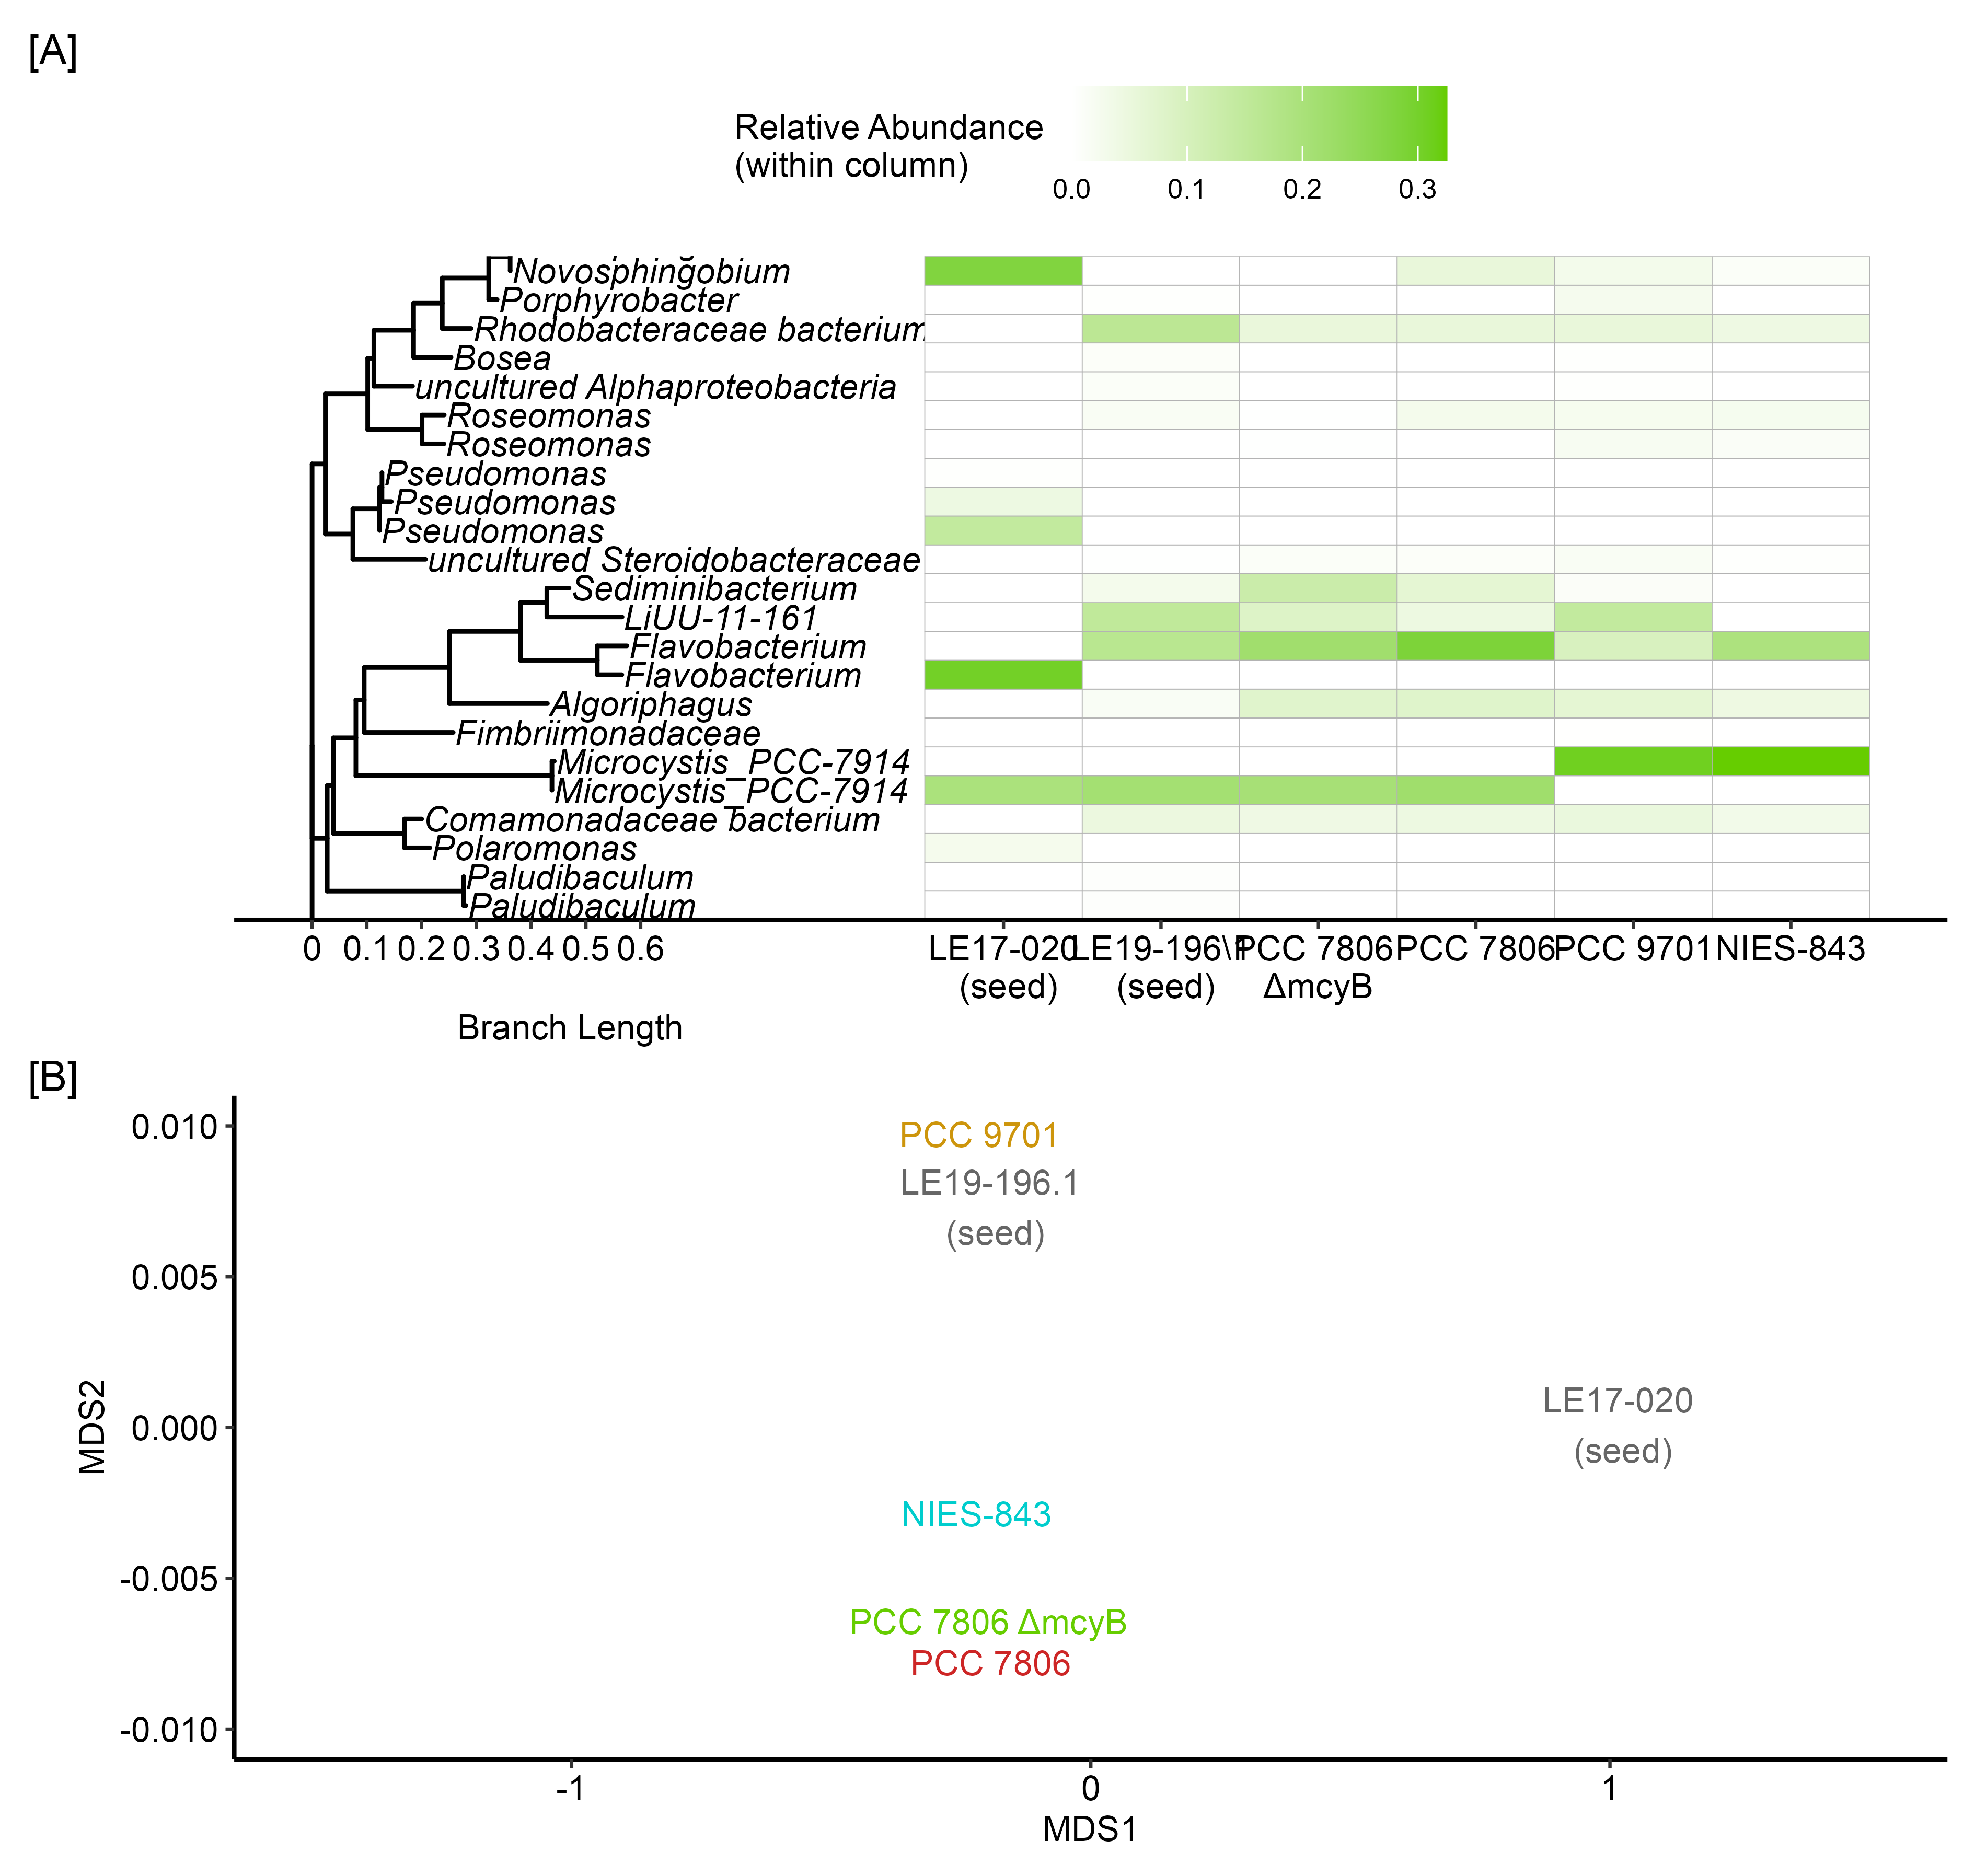 [A]
Relative Abundance
(within column)
0.0 0.1 0.2 0.3
Novosphingobium
Porphyrobacter
Rhodobacteraceae bacterium
Bosea
uncultured Alphaproteobacteria
Roseomonas
Roseomonas
Pseudomonas
Pseudomonas
Pseudomonas
uncultured Steroidobacteraceae
Sediminibacterium
LiUU-11-161
Flavobacterium
Flavobacterium
Algoriphagus
Fimbriimonadaceae
Microcystis_PCC-7914
Microcystis_PCC-7914
Comamonadaceae bacterium
Polaromonas
Paludibaculum
Paludibaculum
0 0.1 0.2 0.3 0.4 0.5 0.6
LE17-020 LE19-196\1 PCC 7806 PCC 7806 PCC 9701 NIES-843
(seed) (seed) ΔmcyB
Branch Length
[B]
0.010
0.005
0.000
-0.005
-0.010
MDS2
PCC 9701
LE19-196.1
(seed)
LE17-020
(seed)
NIES-843
PCC 7806 ΔmcyB
PCC 7806
-1 0 1
MDS1